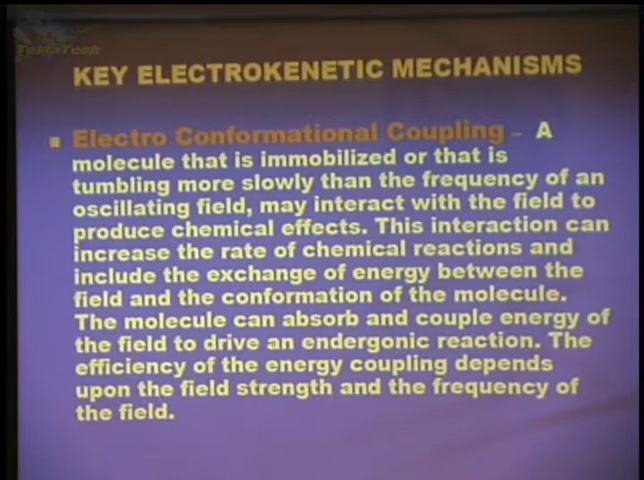 TeslaTech
KEY ELECTROKENETIC MECHANISMS
Electro Conformational Coupling – A
molecule that is immobilized or that is
tumbling more slowly than the frequency of an
oscillating field, may interact with the field to
produce chemical effects. This interaction can
increase the rate of chemical reactions and
include the exchange of energy between the
field and the conformation of the molecule.
The molecule can absorb and couple energy of
the field to drive an endergonic reaction. The
efficiency of the energy coupling depends
upon the field strength and the frequency of
the field.